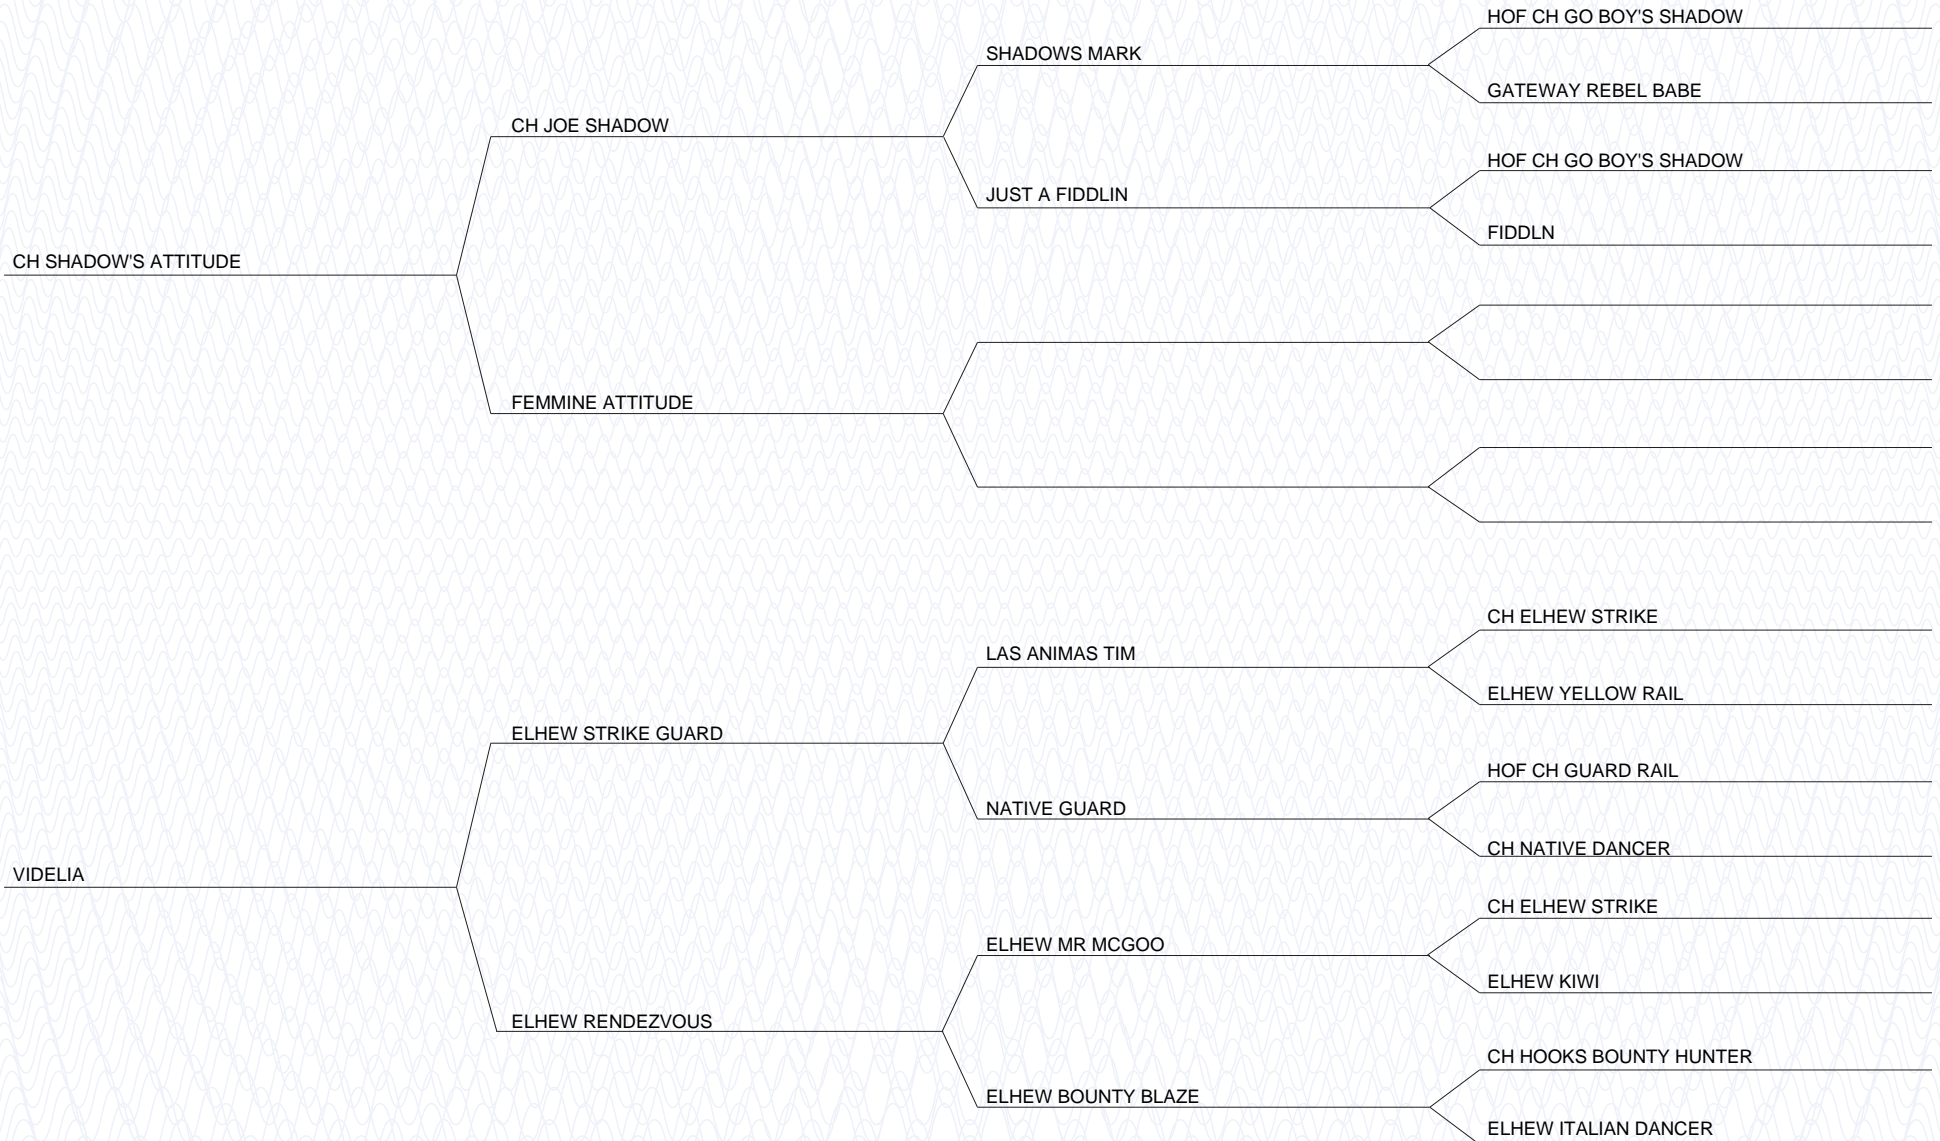 HOF CH GO BOY'S SHADOW
SHADOWS MARK
GATEWAY REBEL BABE
CH JOE SHADOW
HOF CH GO BOY'S SHADOW
JUST A FIDDLIN
FIDDLN
CH SHADOW'S ATTITUDE
FEMMINE ATTITUDE
CH ELHEW STRIKE
LAS ANIMAS TIM
ELHEW YELLOW RAIL
ELHEW STRIKE GUARD
HOF CH GUARD RAIL
NATIVE GUARD
CH NATIVE DANCER
VIDELIA
CH ELHEW STRIKE
ELHEW MR MCGOO
ELHEW KIWI
ELHEW RENDEZVOUS
CH HOOKS BOUNTY HUNTER
ELHEW BOUNTY BLAZE
ELHEW ITALIAN DANCER